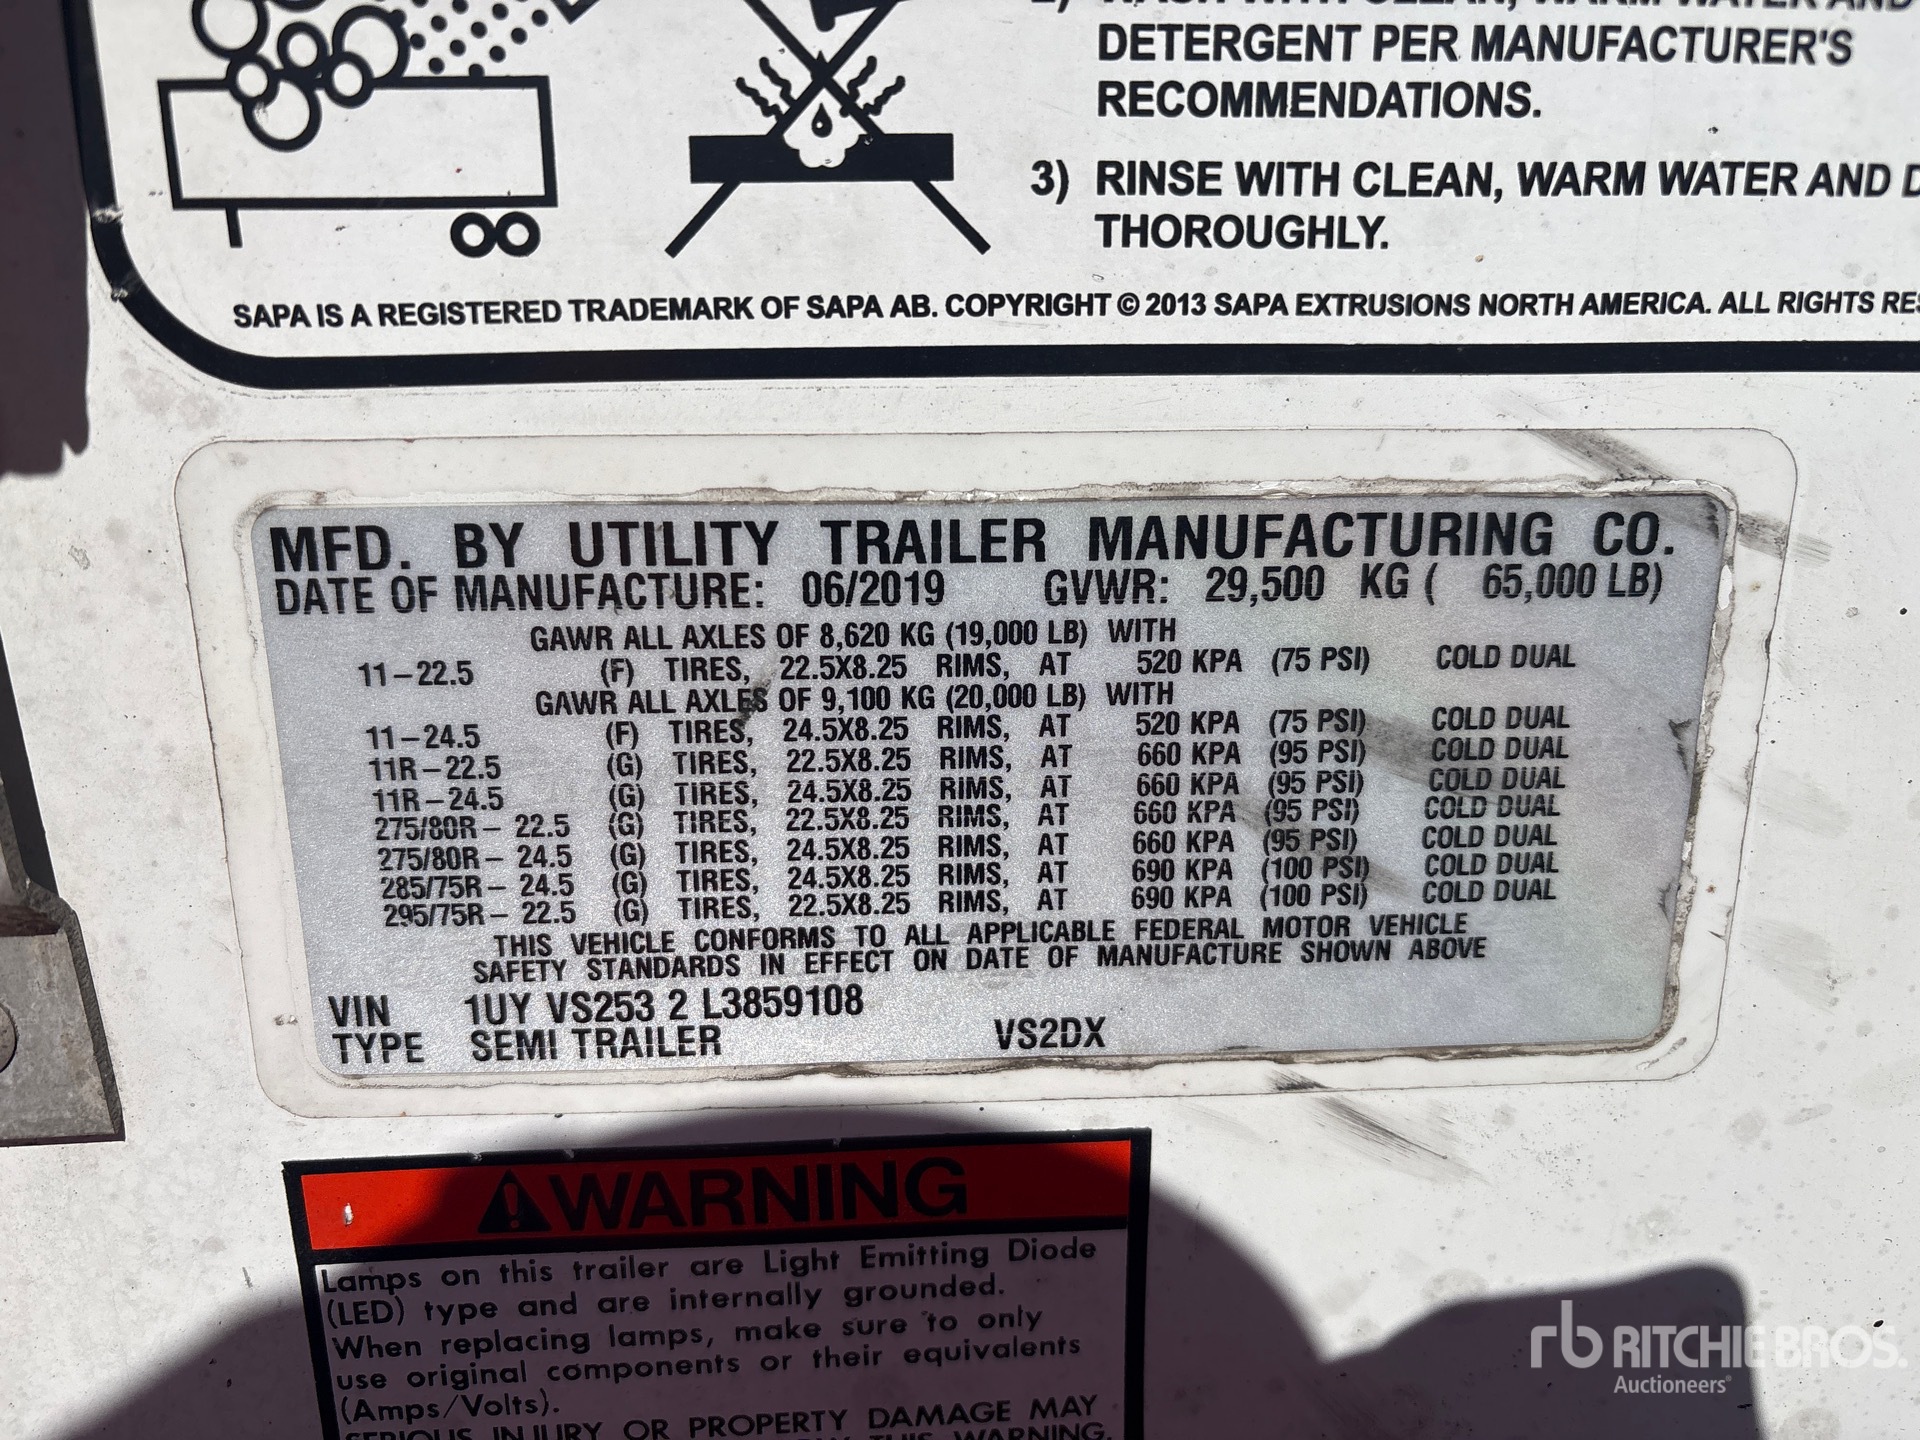 DETERGENT PER MANUFACTURER'S
RECOMMENDATIONS.
3) RINSE WITH CLEAN, WARM WATER AND
THOROUGHLY.
SAPA IS A REGISTERED TRADEMARK OF SAPA AB. COPYRIGHT © 2013 SAPA EXTRUSIONS NORTH AMERICA. ALL RIGHTS
MFD. BY UTILITY TRAILER MANUFACTURING CO.
DATE OF MANUFACTURE: 06/2019 GVWR: 29,500 KG ( 65,000 LB)
GAWR ALL AXLES OF 8,620 KG (19,000 LB) WITH
11-22.5 (F) TIRES, 22.5X8.25 RIMS, AT 520 KPA (75 PSI) COLD DUAL
GAWR ALL AXLES OF 9,100 KG (20,000 LB) WITH
11-24.5 (F) TIRES, 24.5X8.25 RIMS, AT 520 KPA (75 PSI) COLD DUAL
11R-22.5 (G) TIRES, 22.5X8.25 RIMS, AT 660 KPA (95 PSI) COLD DUAL
11R-24.5 (G) TIRES, 24.5X8.25 RIMS, AT 660 KPA (95 PSI) COLD DUAL
275/80R-22.5 (G) TIRES, 22.5X8.25 RIMS, AT 660 KPA (95 PSI) COLD DUAL
275/80R-24.5 (G) TIRES, 24.5X8.25 RIMS, AT 660 KPA (95 PSI) COLD DUAL
285/75R-24.5 (G) TIRES, 24.5X8.25 RIMS, AT 690 KPA (100 PSI) COLD DUAL
295/75R-22.5 (G) TIRES, 22.5X8.25 RIMS, AT 690 KPA (100 PSI) COLD DUAL
THIS VEHICLE CONFORMS TO ALL APPLICABLE FEDERAL MOTOR VEHICLE
SAFETY STANDARDS IN EFFECT ON DATE OF MANUFACTURE SHOWN ABOVE
VIN 1UY VS253 2 L3859108
TYPE SEMI TRAILER VS2DX
WARNING
Lamps on this trailer are Light Emitting Diode
(LED) type and are internally grounded.
When replacing lamps, make sure to only
use original components or their equivalents
(Amps/Volts).
SERIOUS INJURY OR PROPERTY DAMAGE MAY
THIS WARNING.
rb RITCHIE BROS.
Auctioneers